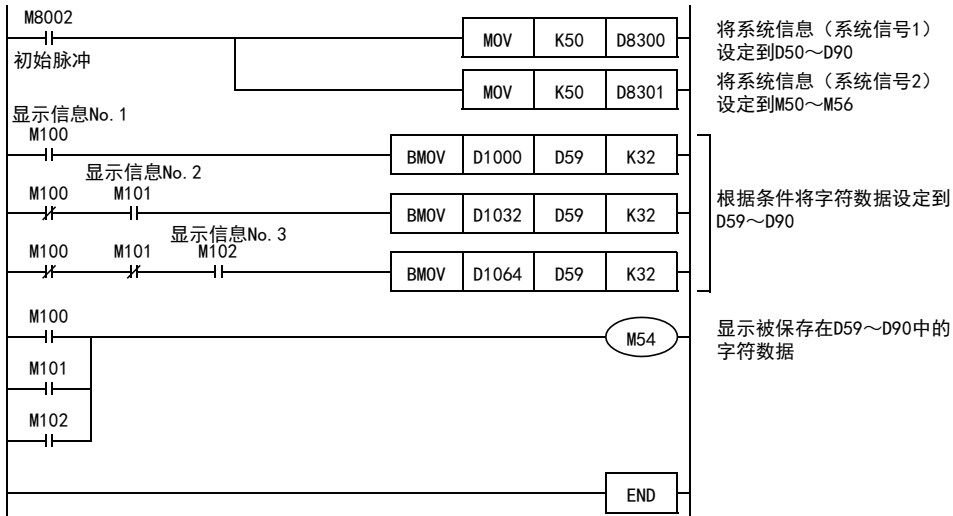 M8002
初始脉冲
MOV K50 D8300
将系统信息（系统信号1）
设定到D50～D90
MOV K50 D8301
将系统信息（系统信号2）
设定到M50～M56
显示信息No. 1
M100
BMOV D1000 D59 K32
显示信息No. 2
M100 M101
BMOV D1032 D59 K32
根据条件将字符数据设定到
D59～D90
显示信息No. 3
M100 M101 M102
BMOV D1064 D59 K32
M100
M54
显示被保存在D59～D90中的
字符数据
M101
M102
END